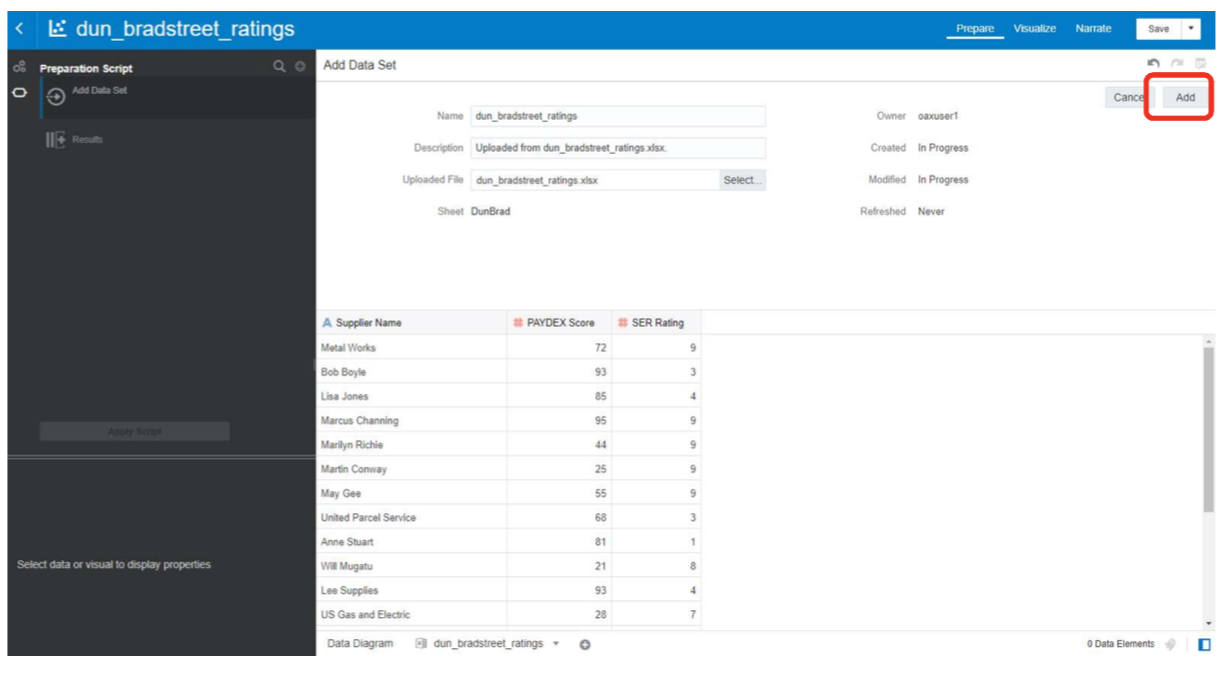 dun_bradstreet_ratings
Prepare Visualize Narrate Save
Preparation Script
Add Data Set
Results
Apply Script
Select data or visual to display properties
Add Data Set
Cancel Add
Name dun_bradstreet_ratings Owner oaxuser1
Description Uploaded from dun_bradstreet_ratings.xlsx. Created In Progress
Uploaded File dun_bradstreet_ratings.xlsx Select... Modified In Progress
Sheet DunBrad Refreshed Never
A Supplier Name # PAYDEX Score # SER Rating
Metal Works 72 9
Bob Boyle 93 3
Lisa Jones 85 4
Marcus Channing 95 9
Marilyn Richie 44 9
Martin Conway 25 9
May Gee 55 9
United Parcel Service 68 3
Anne Stuart 81 1
Will Mugatu 21 8
Lee Supplies 93 4
US Gas and Electric 28 7
Data Diagram dun_bradstreet_ratings 0 Data Elements